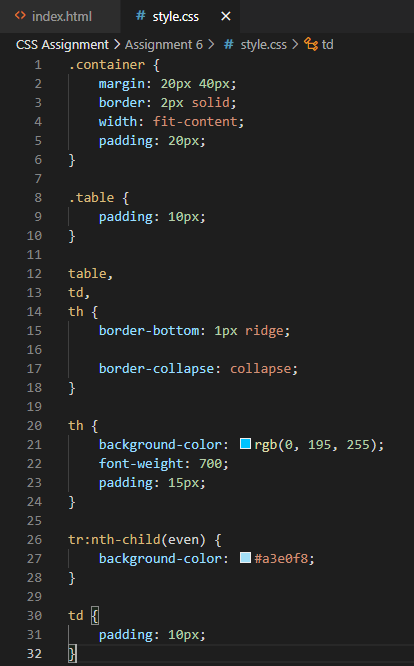 index.html # style.css ×
CSS Assignment > Assignment 6 > # style.css > td
1 .container {
2 margin: 20px 40px;
3 border: 2px solid;
4 width: fit-content;
5 padding: 20px;
6 }
7
8 .table {
9 padding: 10px;
10 }
11
12 table,
13 td,
14 th {
15 border-bottom: 1px ridge;
16
17 border-collapse: collapse;
18 }
19
20 th {
21 background-color: rgb(0, 195, 255);
22 font-weight: 700;
23 padding: 15px;
24 }
25
26 tr:nth-child(even) {
27 background-color: #a3e0f8;
28 }
29
30 td {
31 padding: 10px;
32 }